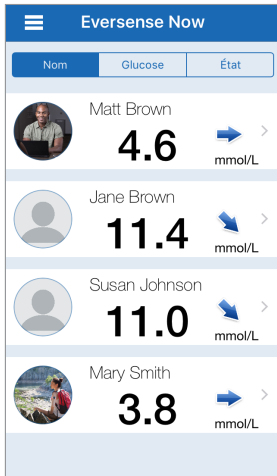 Eversense Now
Nom Glucose État
Matt Brown
4.6
mmol/L
Jane Brown
11.4
mmol/L
Susan Johnson
11.0
mmol/L
Mary Smith
3.8
mmol/L